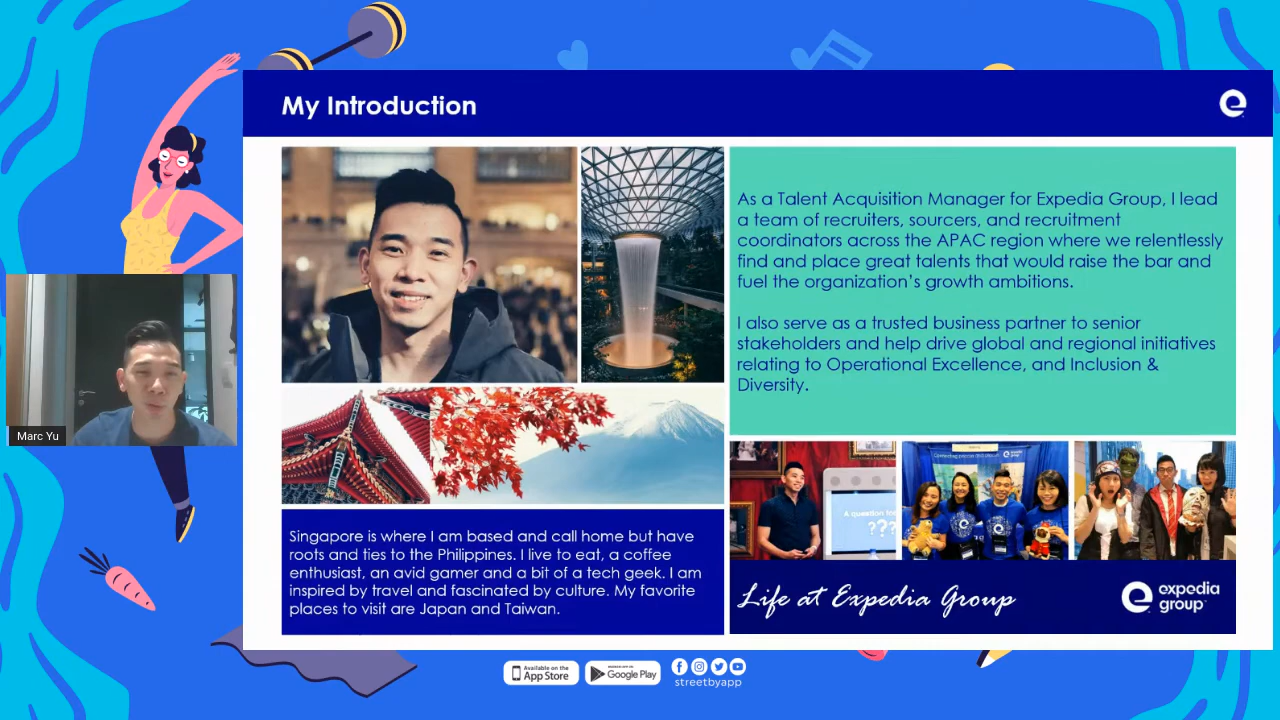 My Introduction
As a Talent Acquisition Manager for Expedia Group, I lead
a team of recruiters, sourcers, and recruitment
coordinators across the APAC region where we relentlessly
find and place great talents that would raise the bar and
fuel the organization's growth ambitions.
I also serve as a trusted business partner to senior
stakeholders and help drive global and regional initiatives
relating to Operational Excellence, and Inclusion &
Diversity.
Marc Yu
Singapore is where I am based and call home but have
roots and ties to the Philippines. I live to eat, a coffee
enthusiast, an avid gamer and a bit of a tech geek. I am
inspired by travel and fascinated by culture. My favorite
places to visit are Japan and Taiwan.
A question
???
expedia
group
Life at Expedia Group
expedia
group
Available on the
App Store
Google Play
streetbyapp